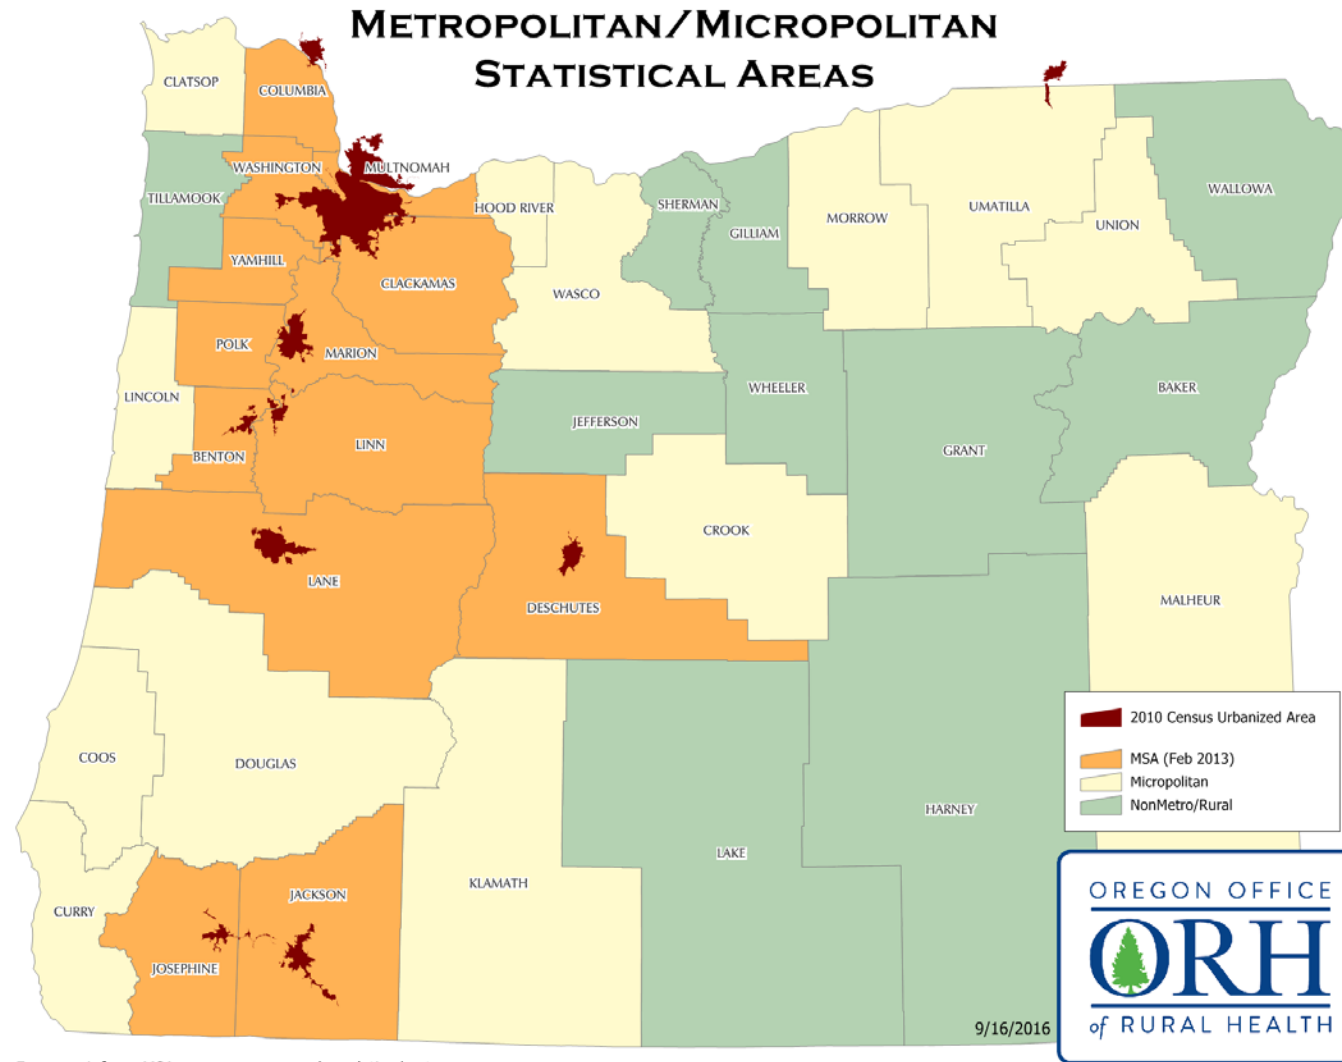 METROPOLITAN/MICROPOLITAN
STATISTICAL AREAS
CLATSOP
COLUMBIA
WASHINGTON
MULTNOMAH
TILLAMOOK
HOOD RIVER
SHERMAN
GILLIAM
MORROW
UMATILLA
UNION
WALLOWA
YAMHILL
CLACKAMAS
WASCO
POLK
MARION
LINCOLN
JEFFERSON
WHEELER
BAKER
BENTON
LINN
GRANT
CROOK
LANE
DESCHUTES
MALHEUR
COOS
DOUGLAS
HARNEY
LAKE
KLAMATH
CURRY
JACKSON
JOSEPHINE
2010 Census Urbanized Area
MSA (Feb 2013)
Micropolitan
NonMetro/Rural
OREGON OFFICE
ORH
of RURAL HEALTH
9/16/2016